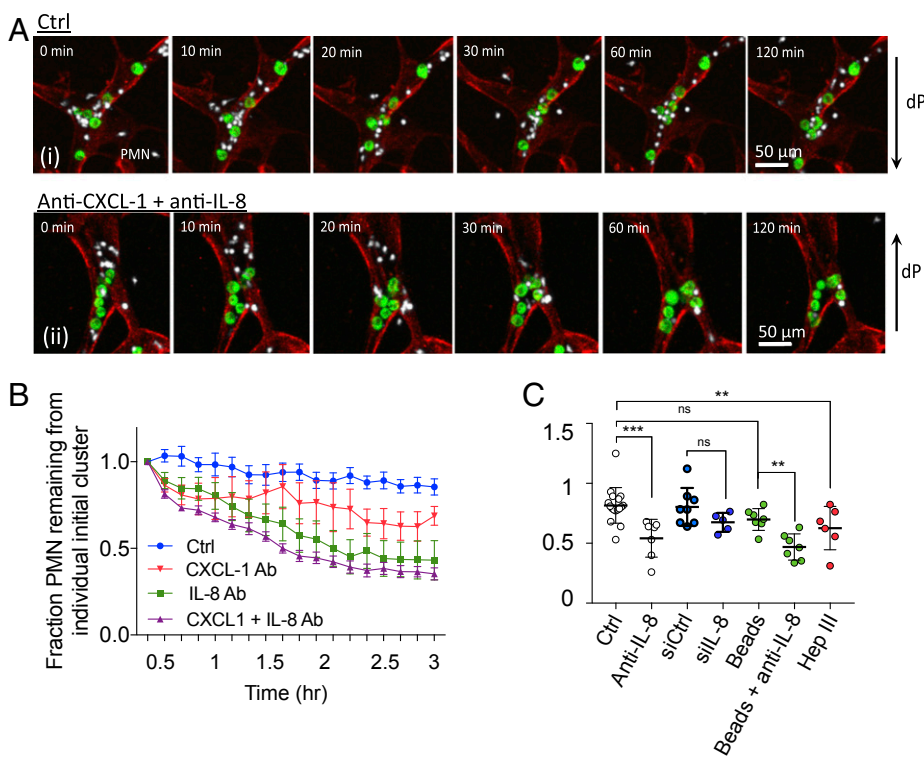 A
Ctrl
0 min
10 min
20 min
30 min
60 min
120 min
dP
(i)
PMN
50 µm
Anti-CXCL-1 + anti-IL-8
0 min
10 min
20 min
30 min
60 min
120 min
dP
(ii)
50 µm
B
Fraction PMN remaining from
individual initial cluster
1.0
0.5
0.0
Ctrl
CXCL-1 Ab
IL-8 Ab
CXCL1 + IL-8 Ab
0.5 1 1.5 2 2.5 3
Time (hr)
C
**
ns
***
ns
**
1.5
1
0.5
0
Ctrl
Anti-IL-8
siCtrl
siIL-8
Beads
Beads + anti-IL-8
Hep III